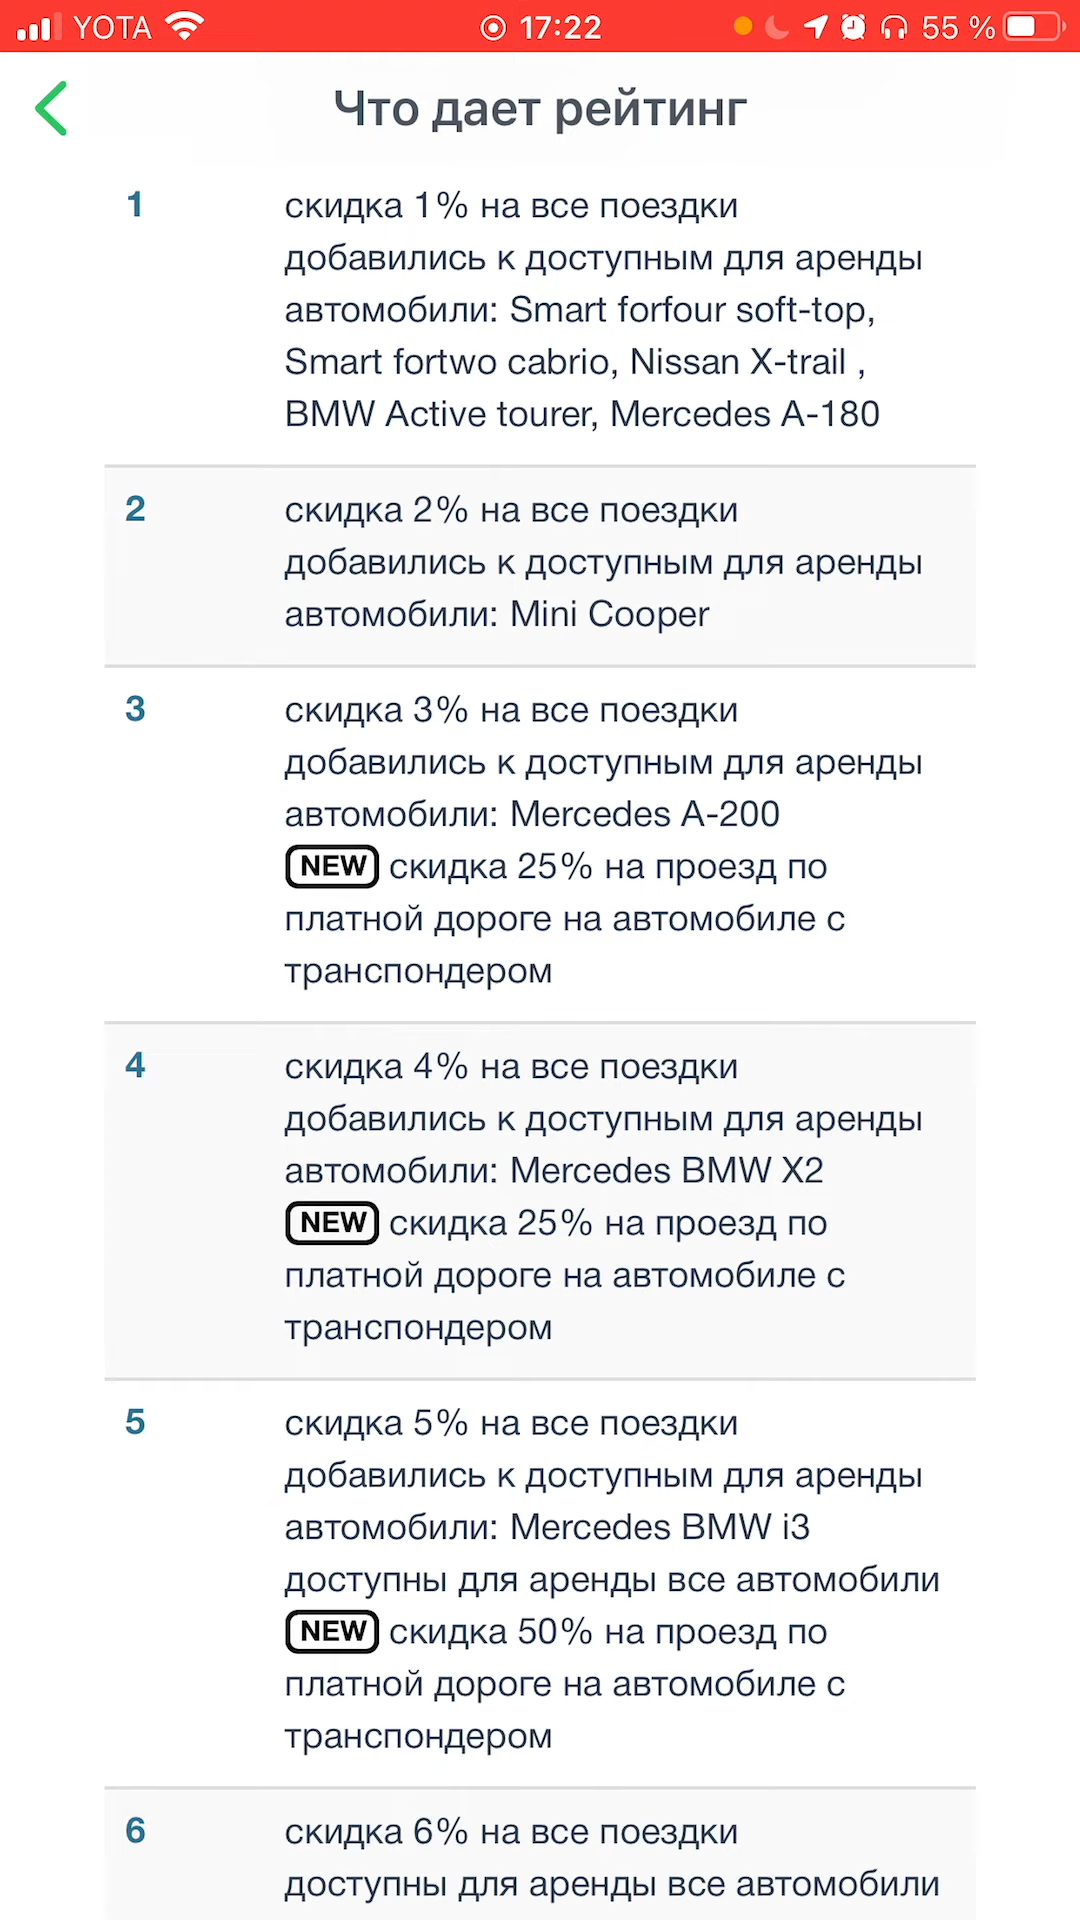 YOTA 17:22 55 %
Что дает рейтинг
1 скидка 1% на все поездки
добавились к доступным для аренды
автомобили: Smart forfour soft-top,
Smart fortwo cabrio, Nissan X-trail ,
BMW Active tourer, Mercedes A-180
2 скидка 2% на все поездки
добавились к доступным для аренды
автомобили: Mini Cooper
3 скидка 3% на все поездки
добавились к доступным для аренды
автомобили: Mercedes A-200
NEW скидка 25% на проезд по
платной дороге на автомобиле с
транспондером
4 скидка 4% на все поездки
добавились к доступным для аренды
автомобили: Mercedes BMW X2
NEW скидка 25% на проезд по
платной дороге на автомобиле с
транспондером
5 скидка 5% на все поездки
добавились к доступным для аренды
автомобили: Mercedes BMW i3
доступны для аренды все автомобили
NEW скидка 50% на проезд по
платной дороге на автомобиле с
транспондером
6 скидка 6% на все поездки
доступны для аренды все автомобили